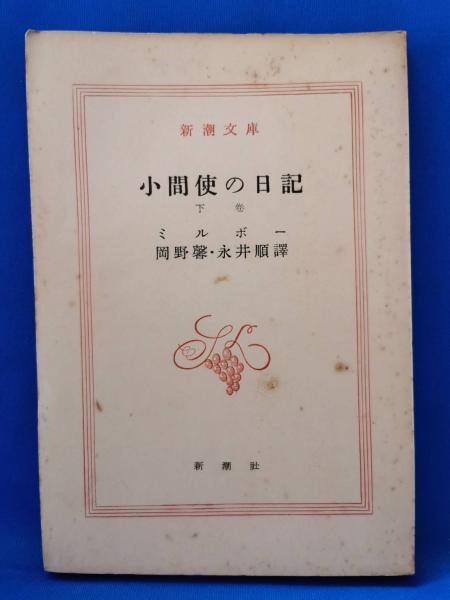 新潮文庫
小間使の日記
下巻
ミルボー
岡野馨・永井順譯
新潮社